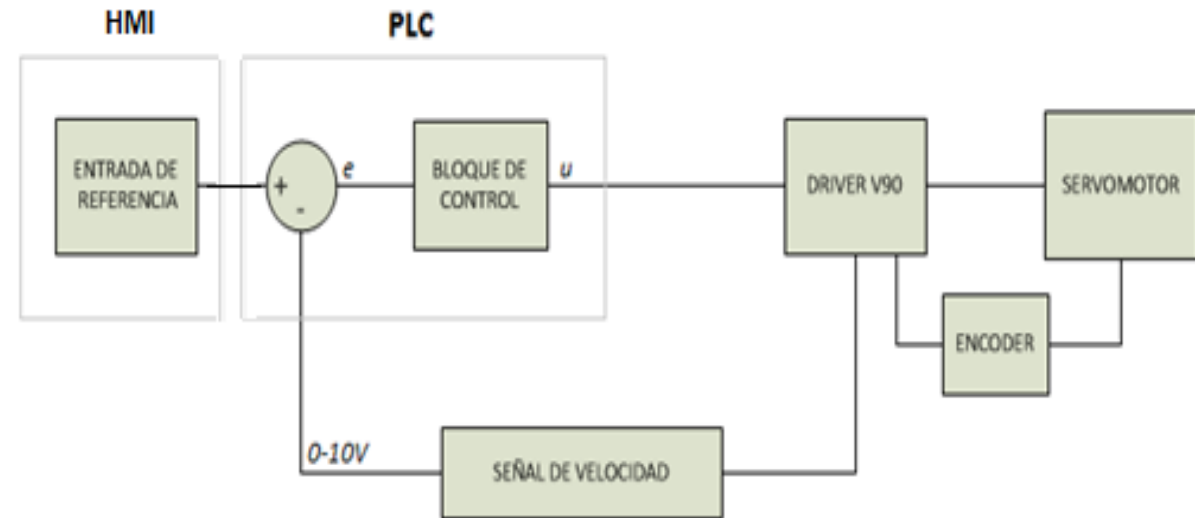 HMI
PLC
ENTRADA DE
REFERENCIA
+
-
e
BLOQUE DE
CONTROL
u
DRIVER V90
SERVOMOTOR
ENCODER
0-10V
SEÑAL DE VELOCIDAD